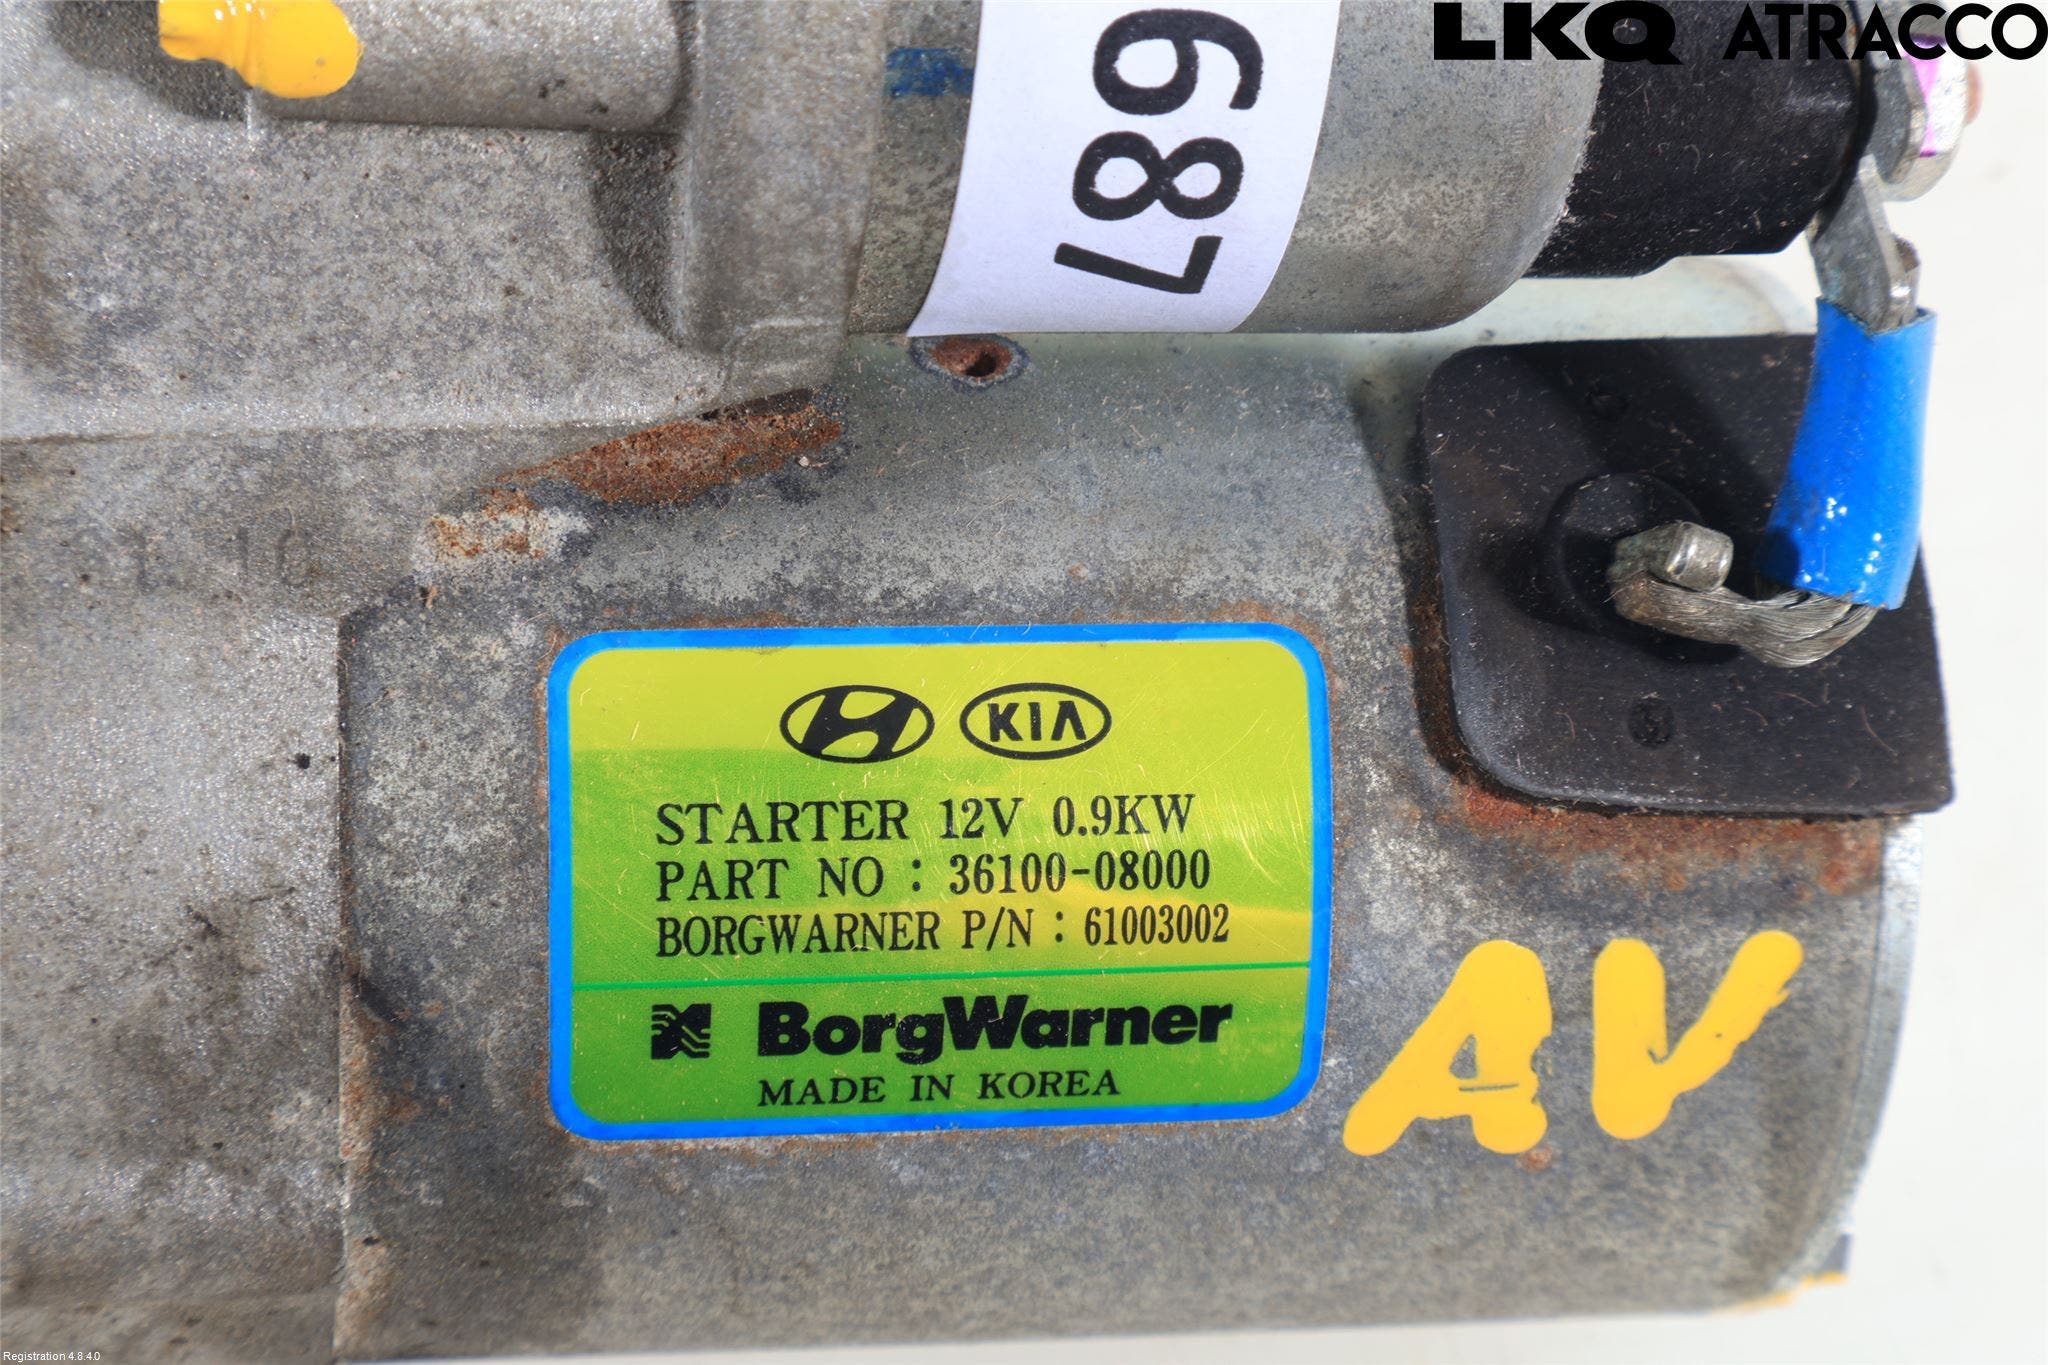 LKQ ATRACCO
687
KIA
STARTER 12V 0.9KW
PART NO : 36100-08000
BORGWARNER P/N : 61003002
BorgWarner
MADE IN KOREA
AV
Registration 4.8.4.0